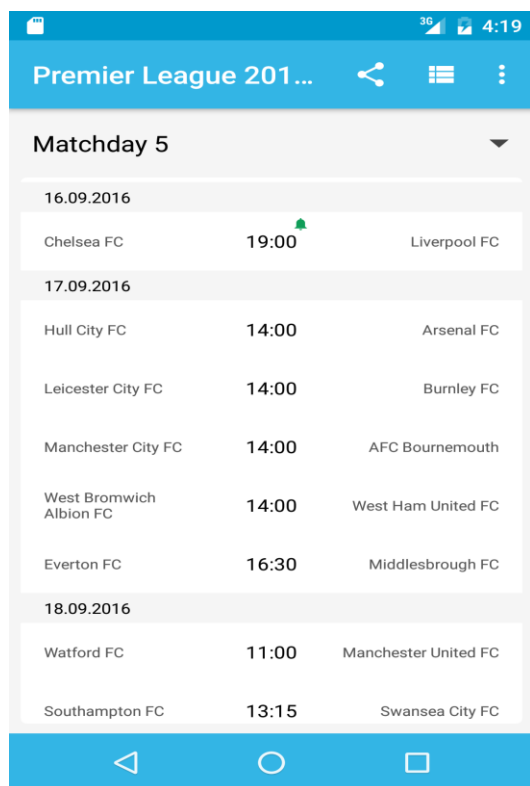 3G 4:19
Premier League 201...
Matchday 5
16.09.2016
Chelsea FC 19:00 Liverpool FC
17.09.2016
Hull City FC 14:00 Arsenal FC
Leicester City FC 14:00 Burnley FC
Manchester City FC 14:00 AFC Bournemouth
West Bromwich
Albion FC 14:00 West Ham United FC
Everton FC 16:30 Middlesbrough FC
18.09.2016
Watford FC 11:00 Manchester United FC
Southampton FC 13:15 Swansea City FC